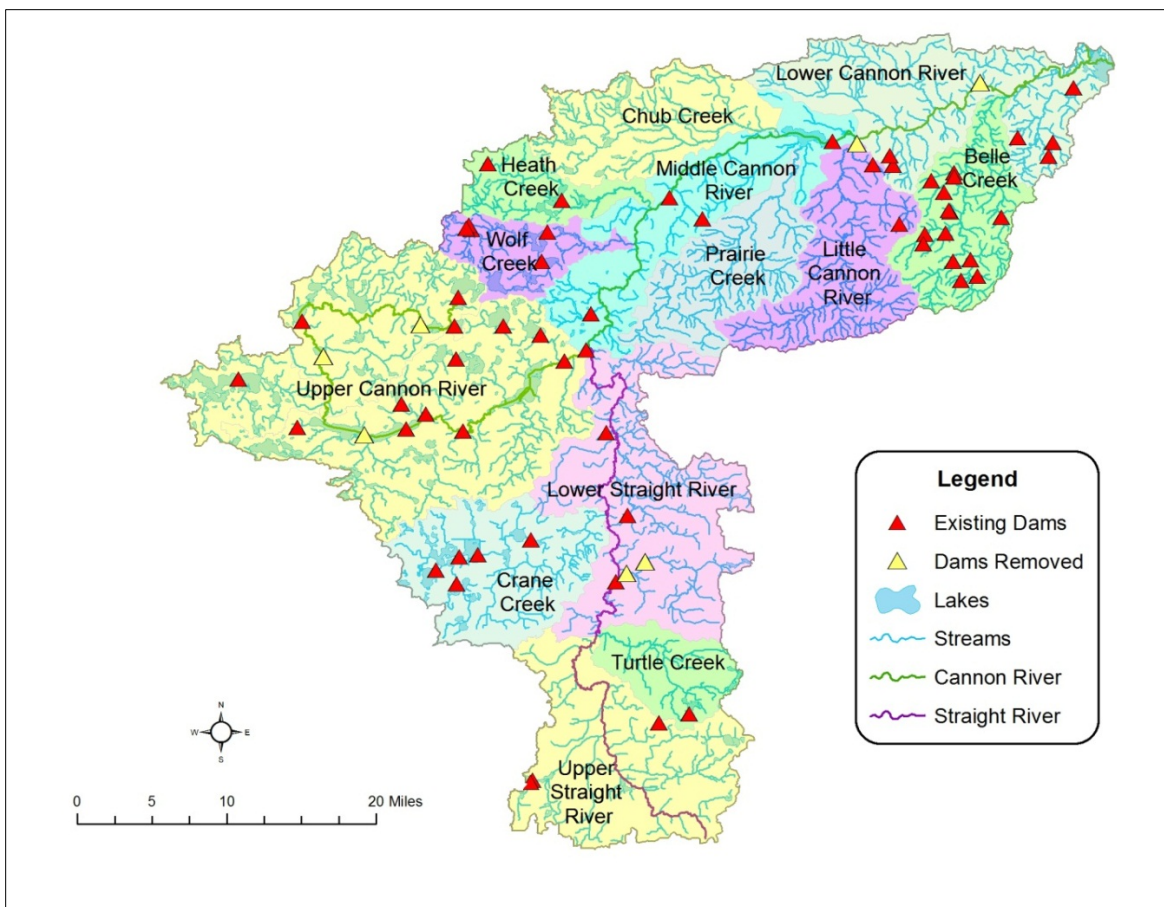 Lower Cannon River
Chub Creek
Heath
Creek
Middle Cannon
River
Belle
Creek
Wolf
Creek
Prairie
Creek
Little
Cannon
River
Upper Cannon River
Lower Straight River
Crane
Creek
Turtle Creek
Upper
Straight
River
Legend
Existing Dams
Dams Removed
Lakes
Streams
Cannon River
Straight River
N
W E
S
0 5 10 20 Miles